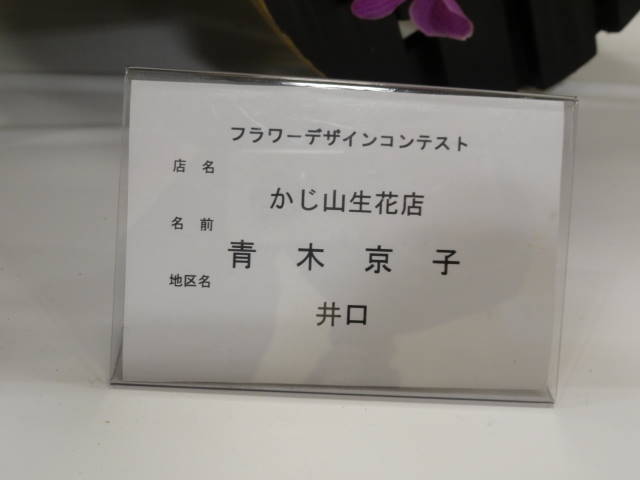 フラワーデザインコンテスト
店名
かじ山生花店
名前
青木京子
地区名
井口